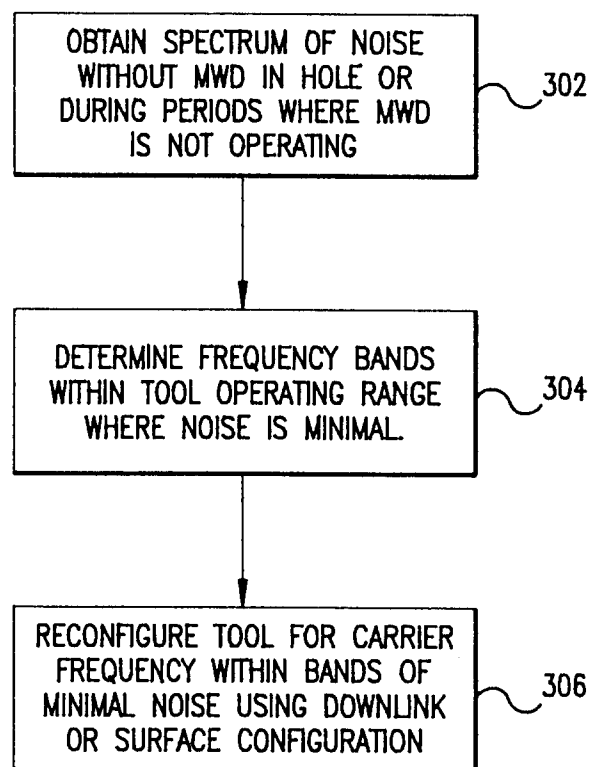 OBTAIN SPECTRUM OF NOISE
WITHOUT MWD IN HOLE OR
DURING PERIODS WHERE MWD
IS NOT OPERATING
302
DETERMINE FREQUENCY BANDS
WITHIN TOOL OPERATING RANGE
WHERE NOISE IS MINIMAL.
304
RECONFIGURE TOOL FOR CARRIER
FREQUENCY WITHIN BANDS OF
MINIMAL NOISE USING DOWNLINK
OR SURFACE CONFIGURATION
306